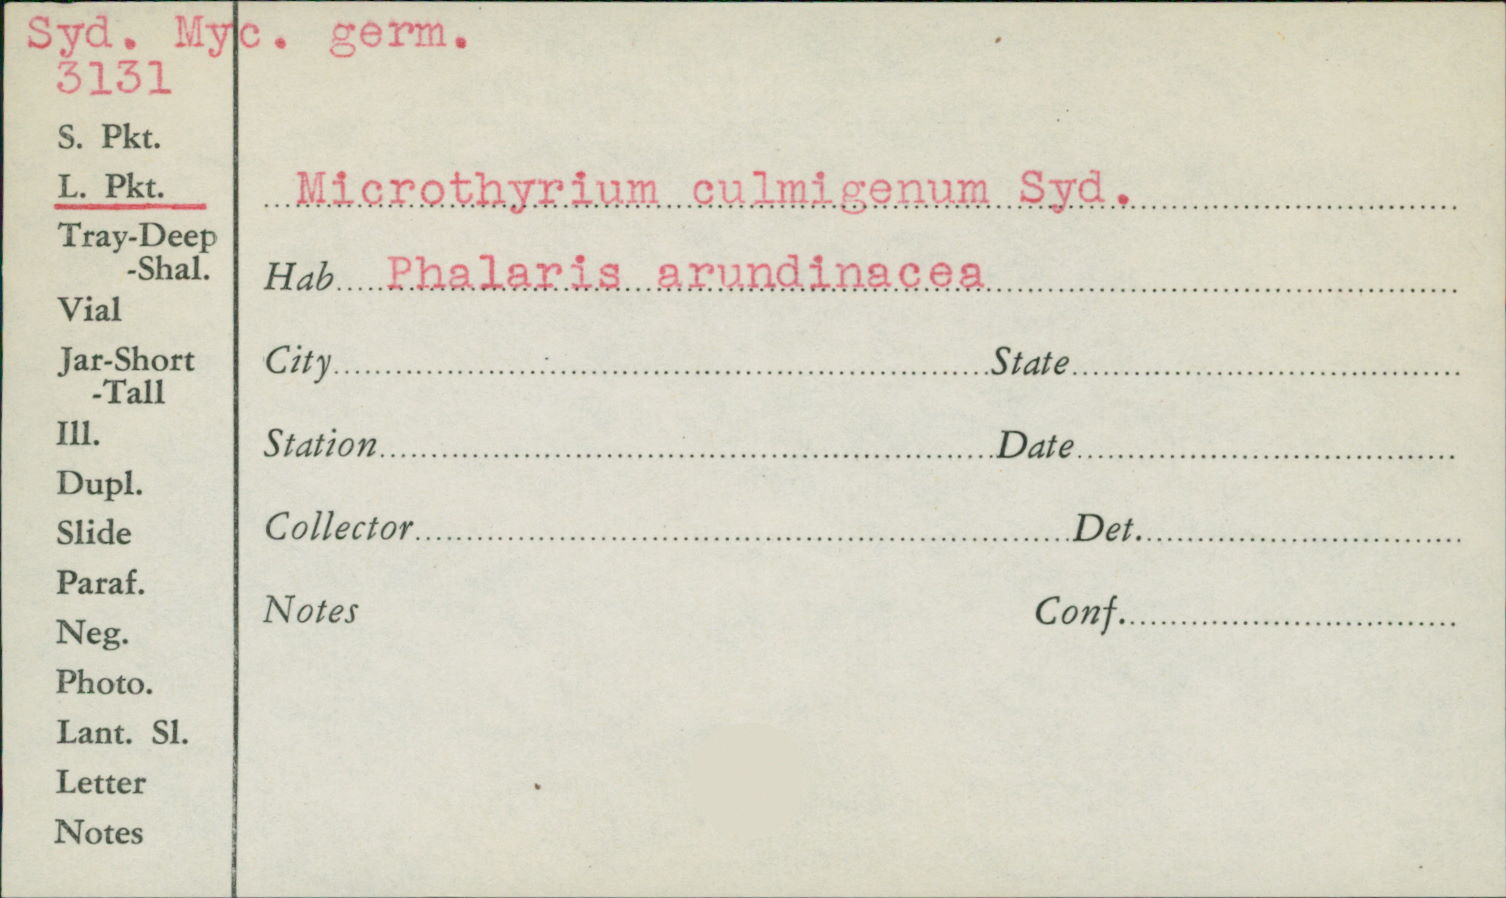 Syd. Myc. germ.
3131
S. Pkt.
L. Pkt.
Tray-Deep
-Shal.
Vial
Jar-Short
-Tall
Ill.
Dupl.
Slide
Paraf.
Neg.
Photo.
Lant. Sl.
Letter
Notes
Microthyrium culmigenum Syd.
Hab Phalaris arundinacea
City State
Station Date
Collector Det.
Notes Conf.